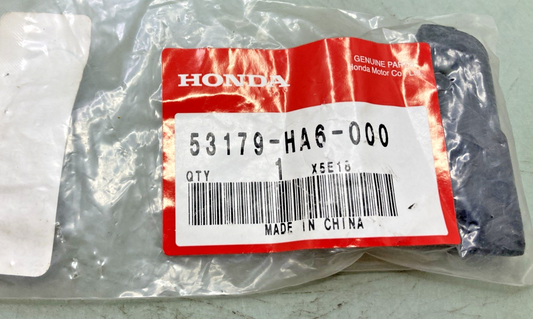 HONDA
GENUINE PARTS
Honda Motor Co
53179-HA6-000
QTY 1 X5E18
MADE IN CHINA